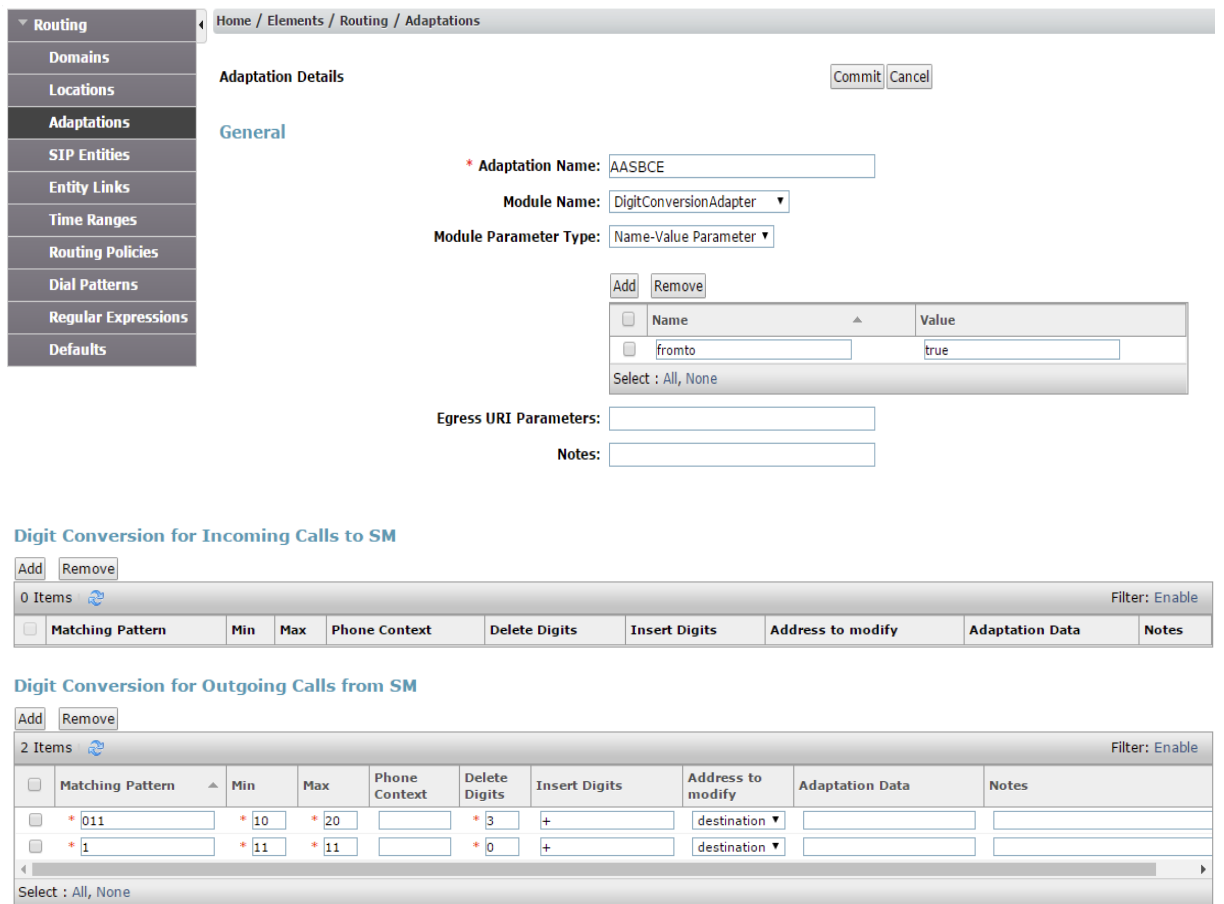 Routing
Domains
Locations
Adaptations
SIP Entities
Entity Links
Time Ranges
Routing Policies
Dial Patterns
Regular Expressions
Defaults
Home / Elements / Routing / Adaptations
Adaptation Details
Commit Cancel
General
* Adaptation Name: AASBCE
Module Name: DigitConversionAdapter
Module Parameter Type: Name-Value Parameter
Add Remove
Name Value
fromto true
Select : All, None
Egress URI Parameters:
Notes:
Digit Conversion for Incoming Calls to SM
Add Remove
0 Items Filter: Enable
Matching Pattern Min Max Phone Context Delete Digits Insert Digits Address to modify Adaptation Data Notes
Digit Conversion for Outgoing Calls from SM
Add Remove
2 Items Filter: Enable
Matching Pattern Min Max Phone Context Delete Digits Insert Digits Address to modify Adaptation Data Notes
* 011 * 10 * 20 * 3 + destination
* 1 * 11 * 11 * 0 + destination
Select : All, None